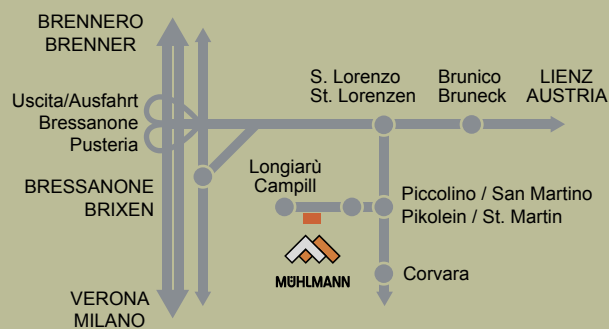 BRENNERO
BRENNER
Uscita/Ausfahrt
Bressanone
Pusteria
BRESSANONE
BRIXEN
VERONA
MILANO
S. Lorenzo
St. Lorenzen
Brunico
Bruneck
LIENZ
AUSTRIA
Longiarù
Campill
Piccolino / San Martino
Pikolein / St. Martin
MÜHLMANN
Corvara